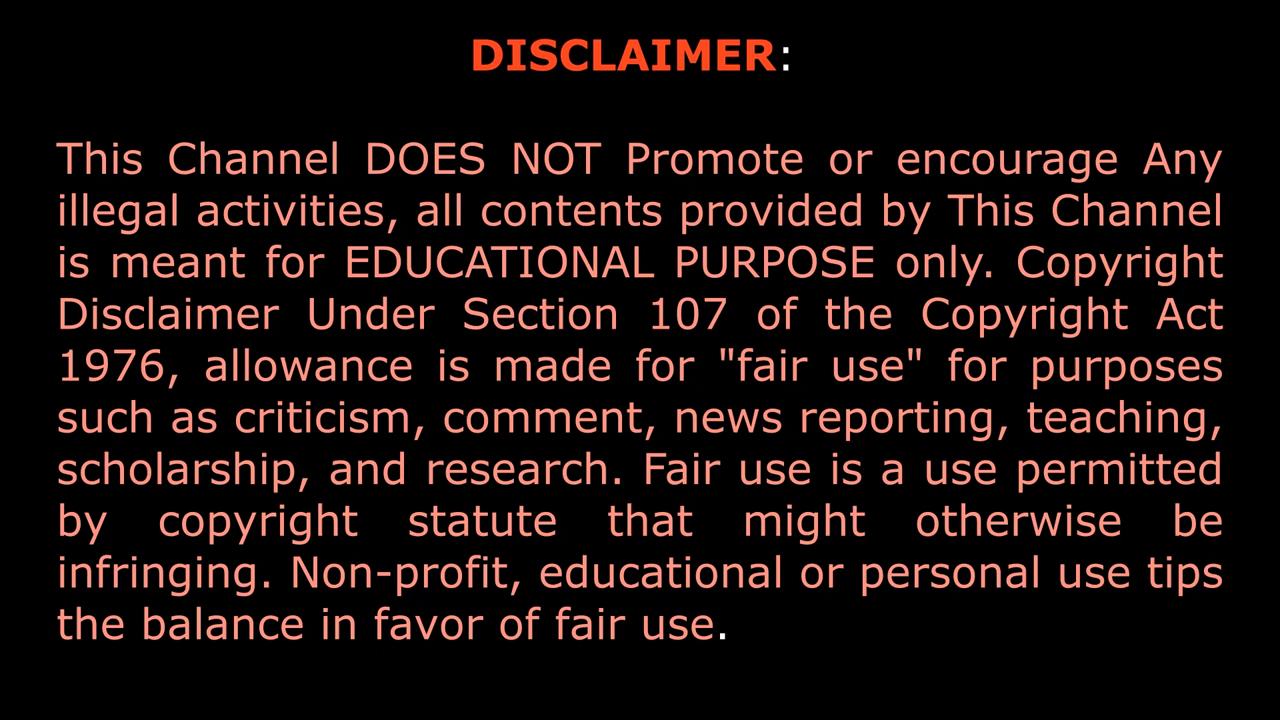 DISCLAIMER:
This Channel DOES NOT Promote or encourage Any
illegal activities, all contents provided by This Channel
is meant for EDUCATIONAL PURPOSE only. Copyright
Disclaimer Under Section 107 of the Copyright Act
1976, allowance is made for "fair use" for purposes
such as criticism, comment, news reporting, teaching,
scholarship, and research. Fair use is a use permitted
by copyright statute that might otherwise be
infringing. Non-profit, educational or personal use tips
the balance in favor of fair use.